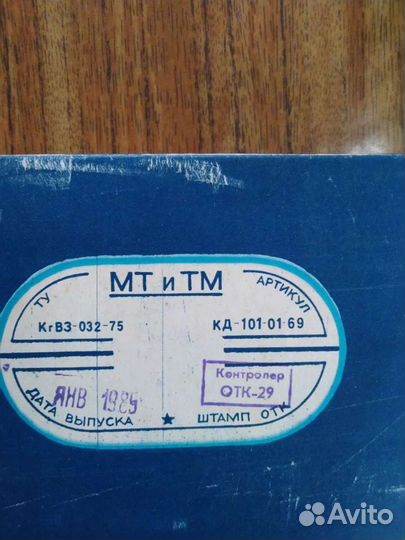 МТ и ТМ
ТУ
АРТИКУЛ
КгВЗ-032-75
КД-101-01-69
ЯНВ 1985
Контролер
ОТК-29
ДАТА ВЫПУСКА ★ ШТАМП ОТК
Avito